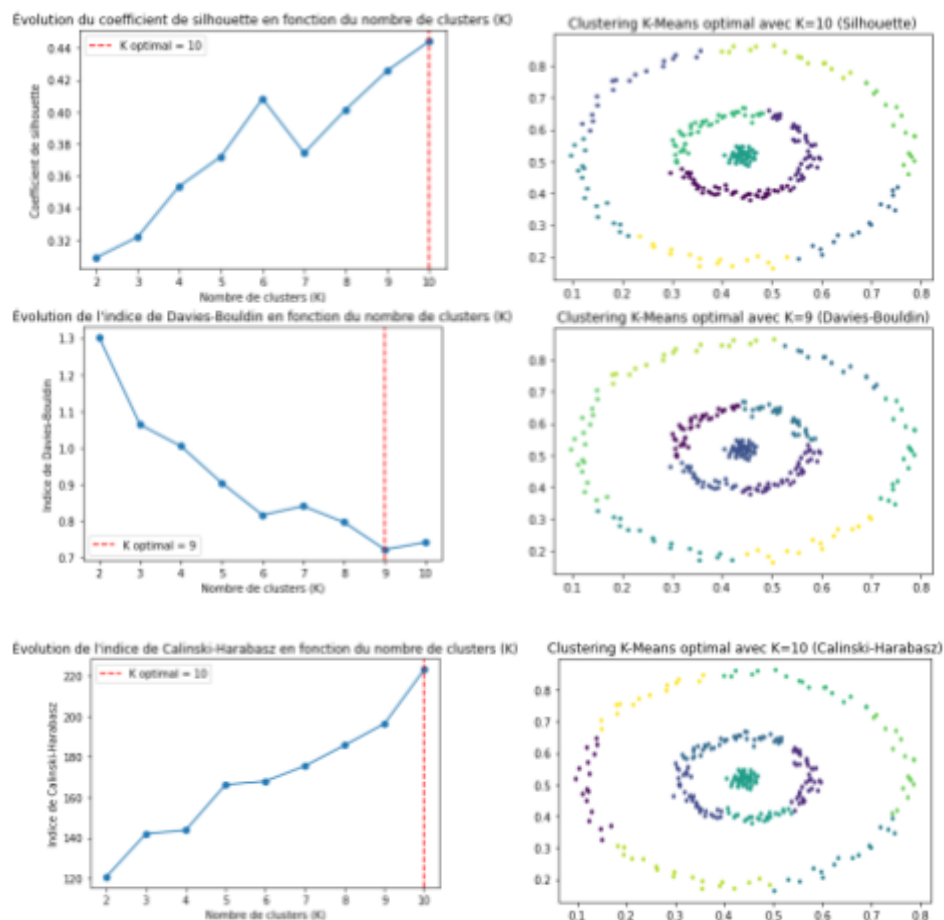 Évolution du coefficient de silhouette en fonction du nombre de clusters (K)
K optimal = 10
Coefficient de silhouette
0.44
0.42
0.40
0.38
0.36
0.34
0.32
2 3 4 5 6 7 8 9 10
Nombre de clusters (K)
Clustering K-Means optimal avec K=10 (Silhouette)
0.8
0.7
0.6
0.5
0.4
0.3
0.2
0.1 0.2 0.3 0.4 0.5 0.6 0.7 0.8
Évolution de l'indice de Davies-Bouldin en fonction du nombre de clusters (K)
Indice de Davies-Bouldin
1.3
1.2
1.1
1.0
0.9
0.8
0.7
K optimal = 9
2 3 4 5 6 7 8 9 10
Nombre de clusters (K)
Clustering K-Means optimal avec K=9 (Davies-Bouldin)
0.8
0.7
0.6
0.5
0.4
0.3
0.2
0.1 0.2 0.3 0.4 0.5 0.6 0.7 0.8
Évolution de l'indice de Calinski-Harabasz en fonction du nombre de clusters (K)
K optimal = 10
Indice de Calinski-Harabasz
220
200
180
160
140
120
2 3 4 5 6 7 8 9 10
Nombre de clusters (K)
Clustering K-Means optimal avec K=10 (Calinski-Harabasz)
0.8
0.7
0.6
0.5
0.4
0.3
0.2
0.1 0.2 0.3 0.4 0.5 0.6 0.7 0.8